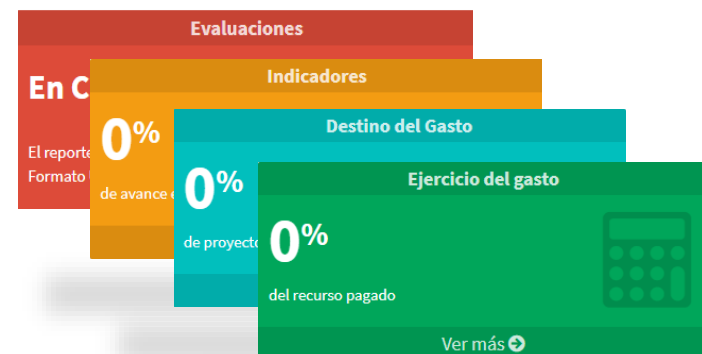 Evaluaciones
En C
El reporte
Formato
Indicadores
0%
de avance
Destino del Gasto
0%
de proyecto
Ejercicio del gasto
0%
del recurso pagado
Ver más